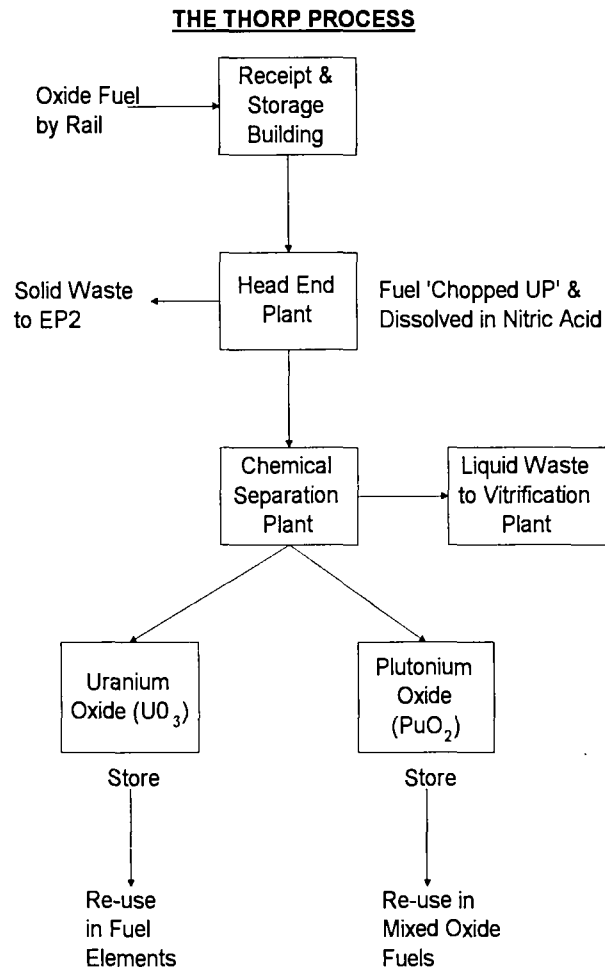 THE THORP PROCESS
Oxide Fuel
by Rail
Receipt &
Storage
Building
Solid Waste
to EP2
Head End
Plant
Fuel 'Chopped UP' &
Dissolved in Nitric Acid
Chemical
Separation
Plant
Liquid Waste
to Vitrification
Plant
Uranium
Oxide (U0₃)
Plutonium
Oxide
(PuO₂)
Store
Store
Re-use
in Fuel
Elements
Re-use in
Mixed Oxide
Fuels